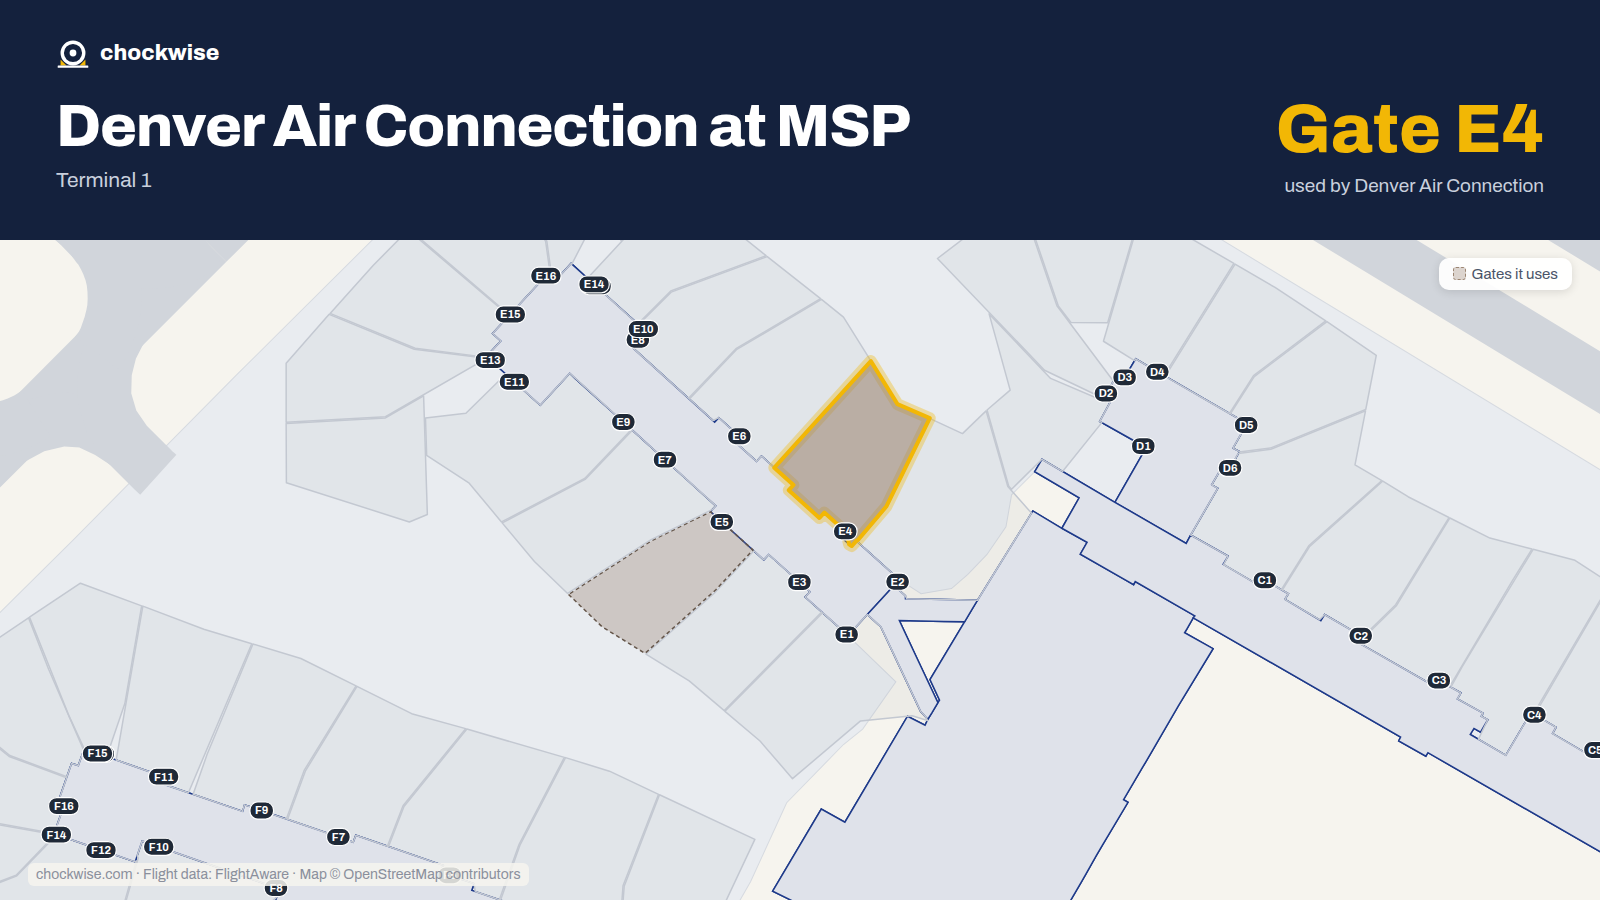 chockwise
Denver Air Connection at MSP
Terminal 1
Gate E4
used by Denver Air Connection
Gates it uses
E16
E14
E15
E10
E8
E13
E11
E9
E6
E7
E5
E4
E3
E2
E1
D3
D4
D2
D5
D1
D6
C1
C2
C3
C4
C5
F15
F11
F16
F9
F14
F7
F12
F10
F8
chockwise.com · Flight data: FlightAware · Map © OpenStreetMap contributors